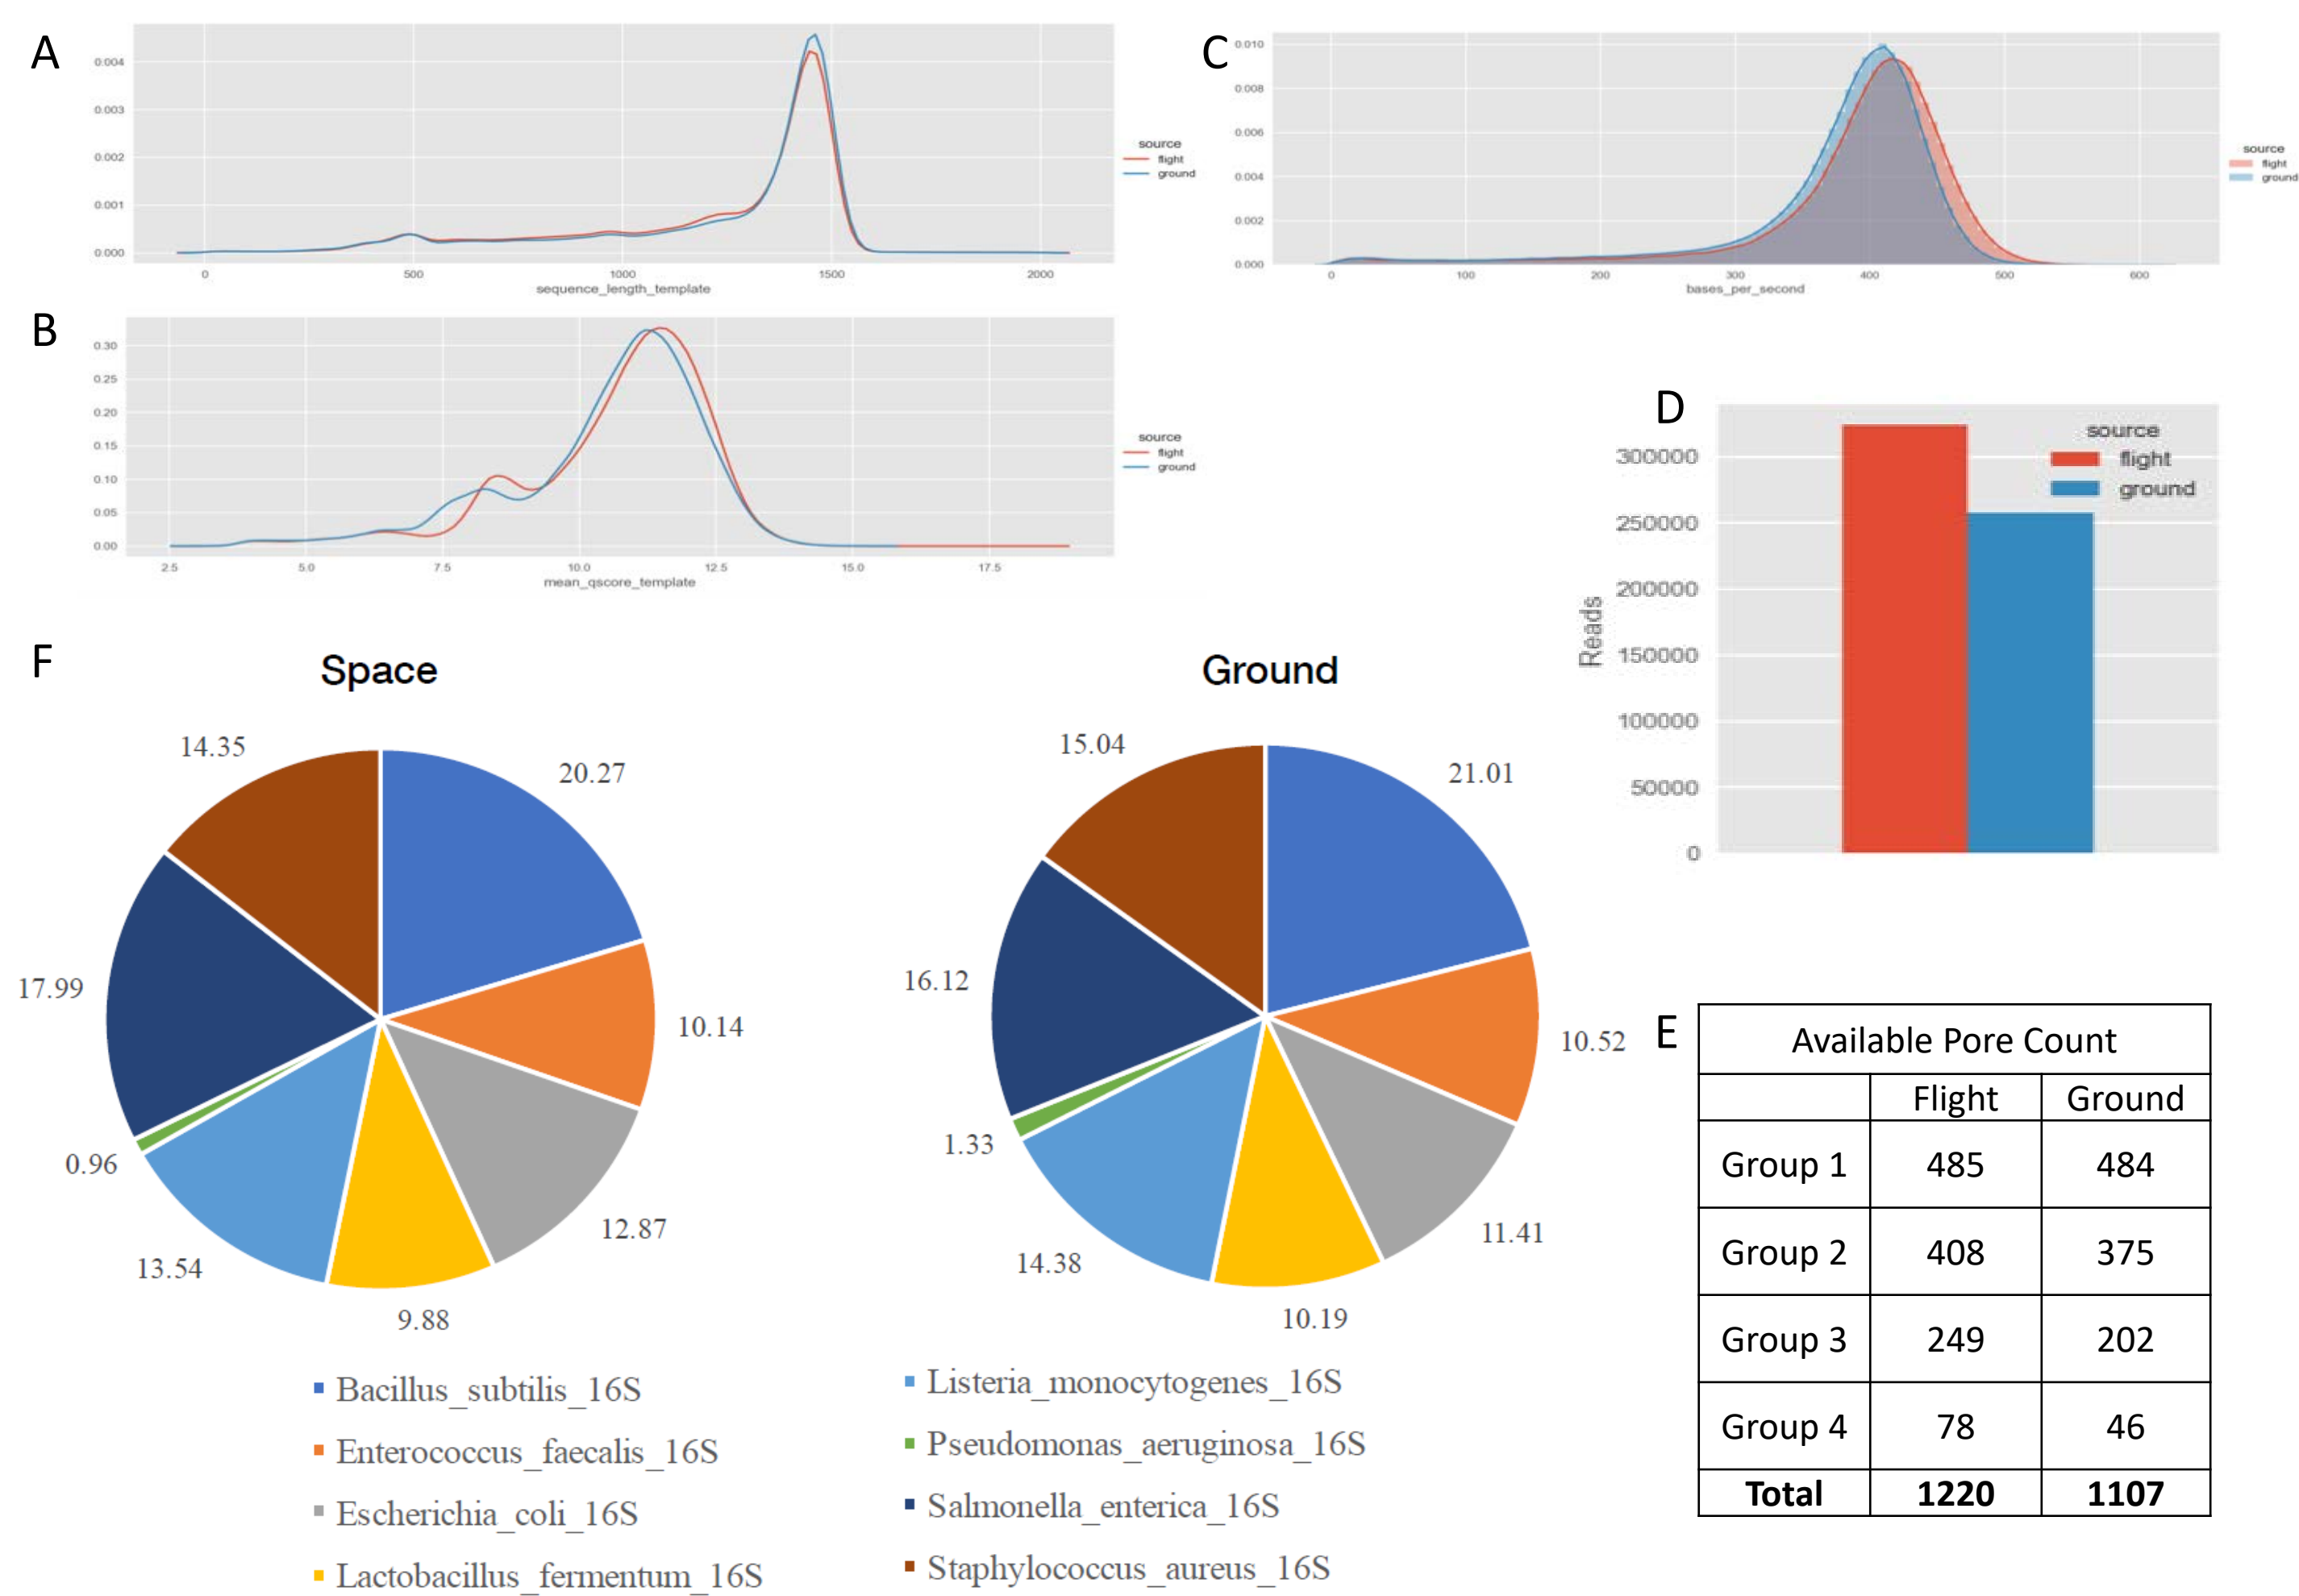 A
0.004
0.003
0.002
0.001
0.000
0 500 1000 1500 2000
sequence_length_template
source
flight
ground
B
0.30
0.25
0.20
0.15
0.10
0.05
0.00
2.5 5.0 7.5 10.0 12.5 15.0 17.5
mean_qscore_template
source
flight
ground
C
0.010
0.008
0.006
0.004
0.002
0.000
0 100 200 300 400 500 600
bases_per_second
source
flight
ground
D
300000
250000
200000
150000
100000
50000
0
Reads
source
flight
ground
E
Available Pore Count
Flight Ground
Group 1 485 484
Group 2 408 375
Group 3 249 202
Group 4 78 46
Total 1220 1107
F
Space
14.35
20.27
17.99
10.14
0.96
12.87
13.54
9.88
Ground
15.04
21.01
16.12
10.52
1.33
11.41
14.38
10.19
Bacillus_subtilis_16S
Enterococcus_faecalis_16S
Escherichia_coli_16S
Lactobacillus_fermentum_16S
Listeria_monocytogenes_16S
Pseudomonas_aeruginosa_16S
Salmonella_enterica_16S
Staphylococcus_aureus_16S